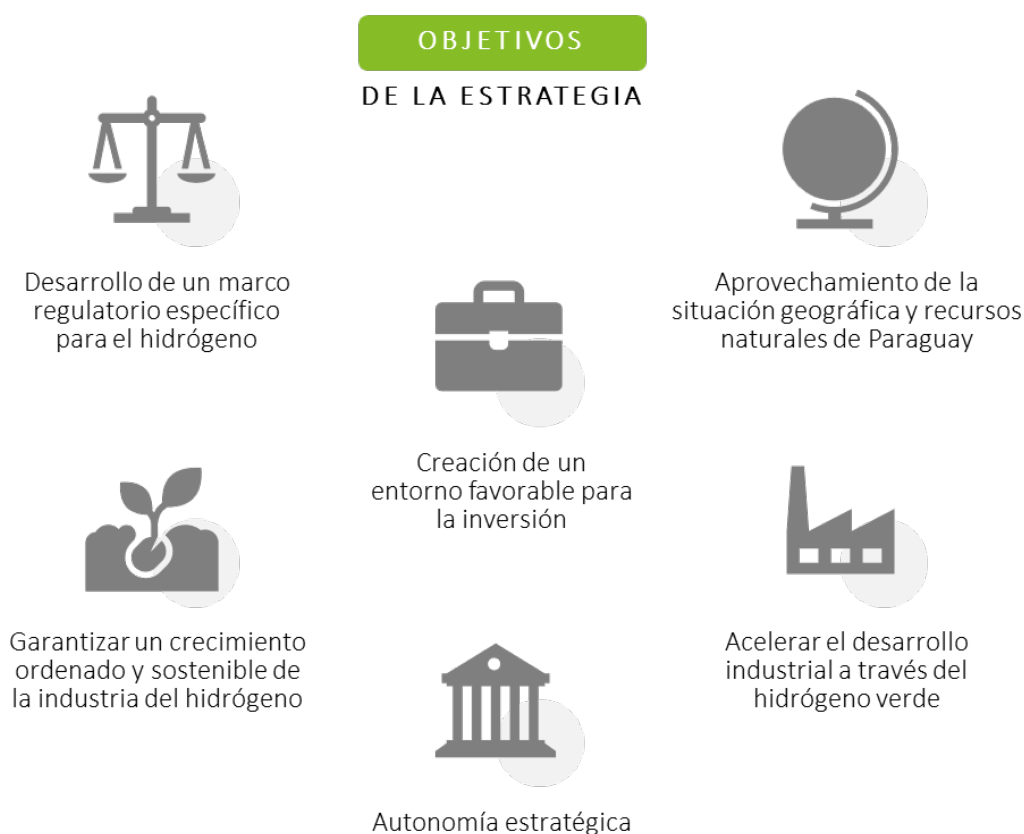 OBJETIVOS
DE LA ESTRATEGIA
Desarrollo de un marco
regulatorio específico
para el hidrógeno
Aprovechamiento de la
situación geográfica y recursos
naturales de Paraguay
Creación de un
entorno favorable para
la inversión
Garantizar un crecimiento
ordenado y sostenible de
la industria del hidrógeno
Acelerar el desarrollo
industrial a través del
hidrógeno verde
Autonomía estratégica